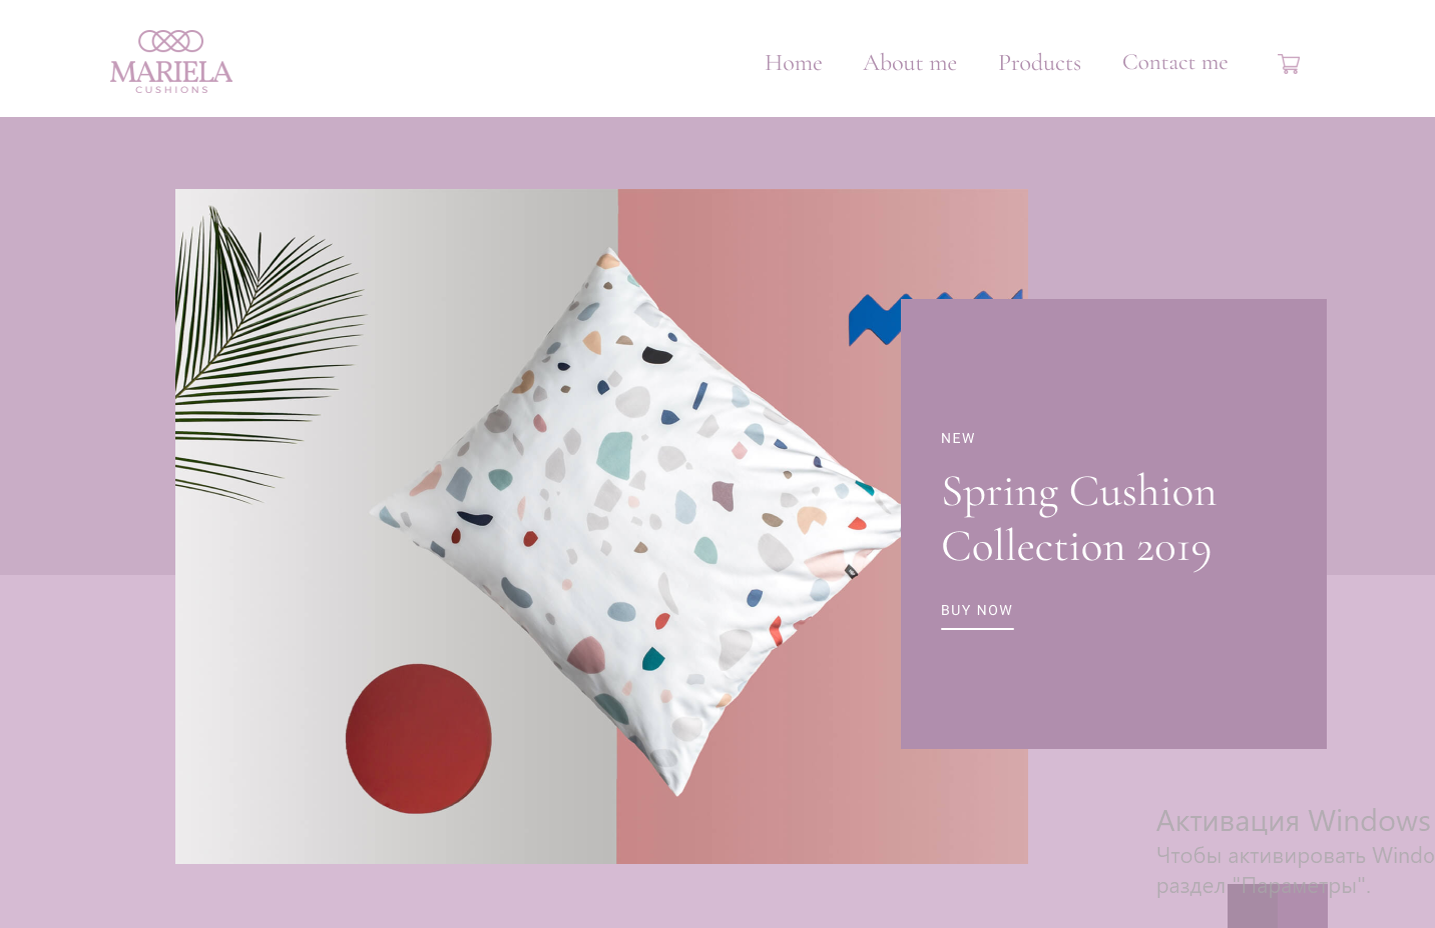 MARIELA
CUSHIONS
Home About me Products Contact me
NEW
Spring Cushion
Collection 2019
BUY NOW
Активация Windows
Чтобы активировать Windo
раздел "Параметры".